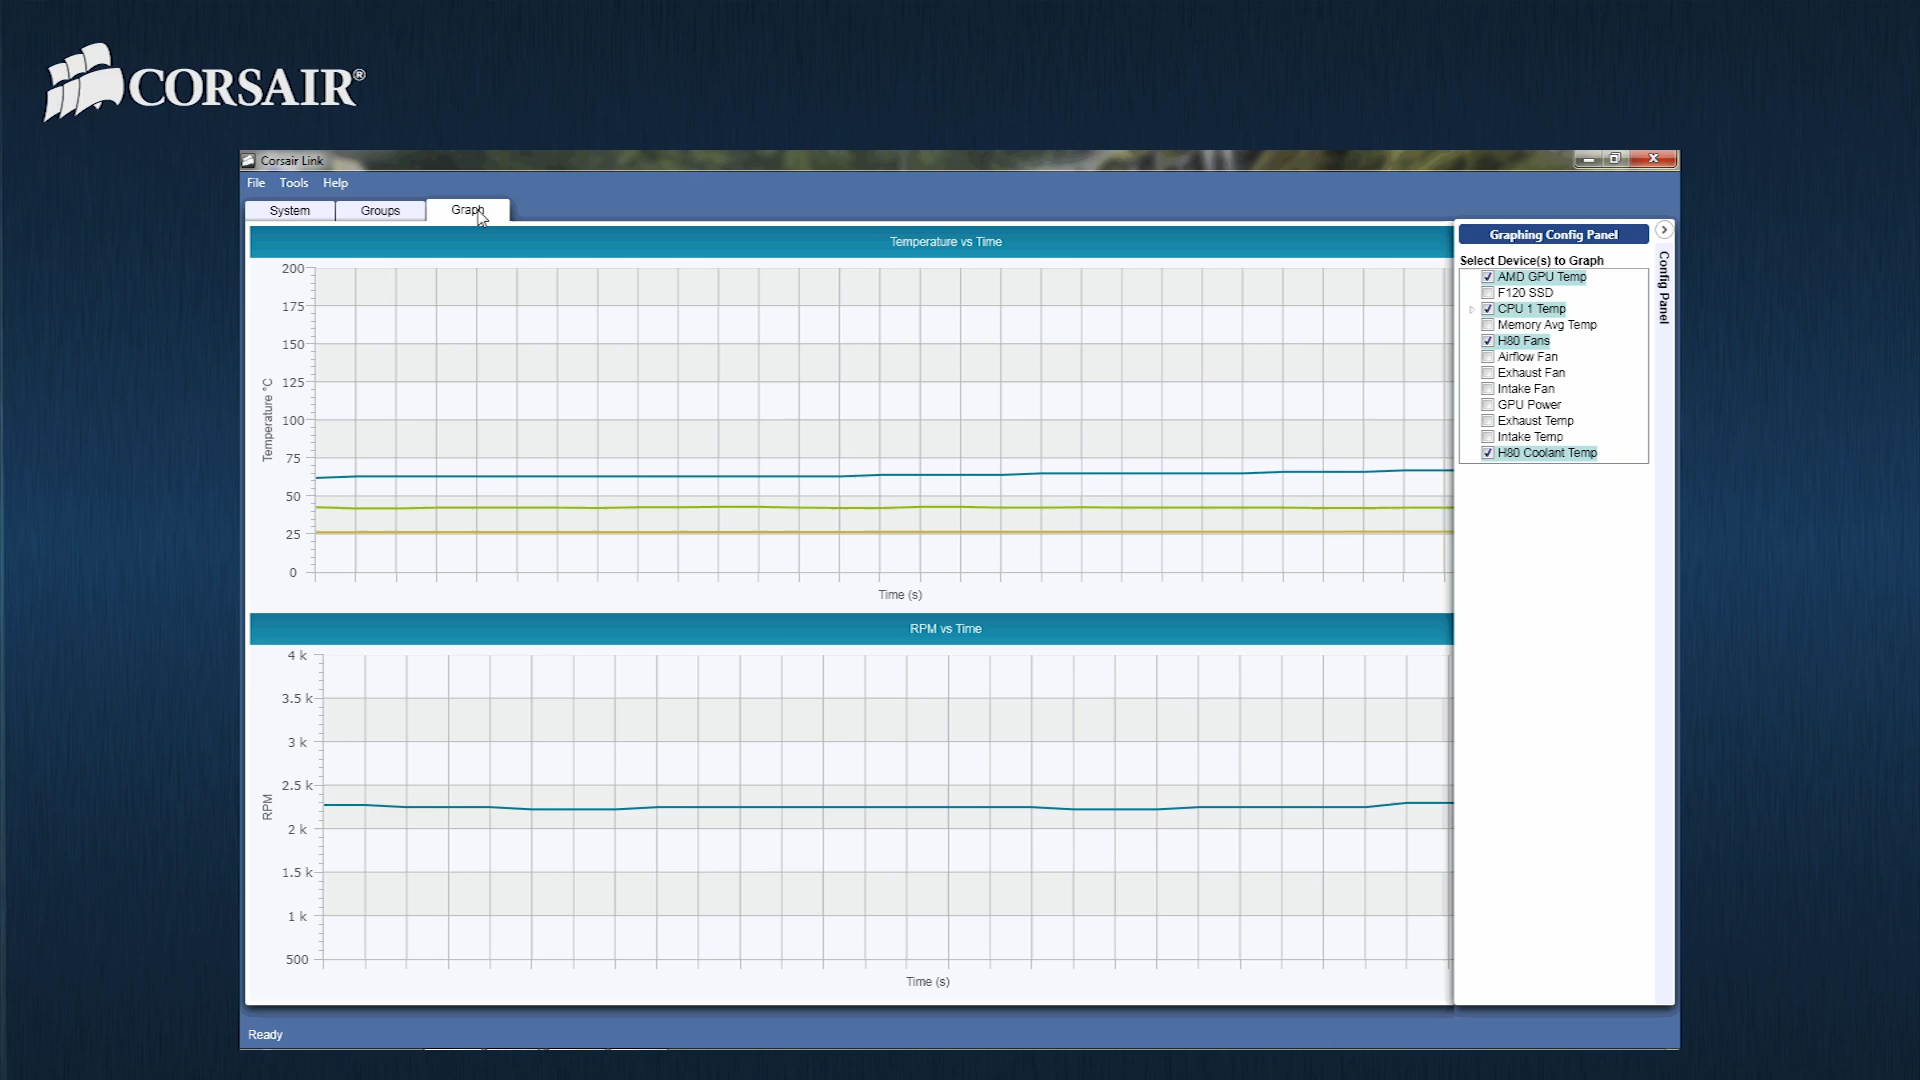 CORSAIR®
Corsair Link
File Tools Help
System Groups Graph
Temperature vs Time
200
175
150
125
100
75
50
25
0
Temperature °C
Time (s)
RPM vs Time
4 k
3.5 k
3 k
2.5 k
2 k
1.5 k
1 k
500
RPM
Time (s)
Graphing Config Panel
Select Device(s) to Graph
AMD GPU Temp
F120 SSD
CPU 1 Temp
Memory Avg Temp
H80 Fans
Airflow Fan
Exhaust Fan
Intake Fan
GPU Power
Exhaust Temp
Intake Temp
H80 Coolant Temp
Config Panel
Ready